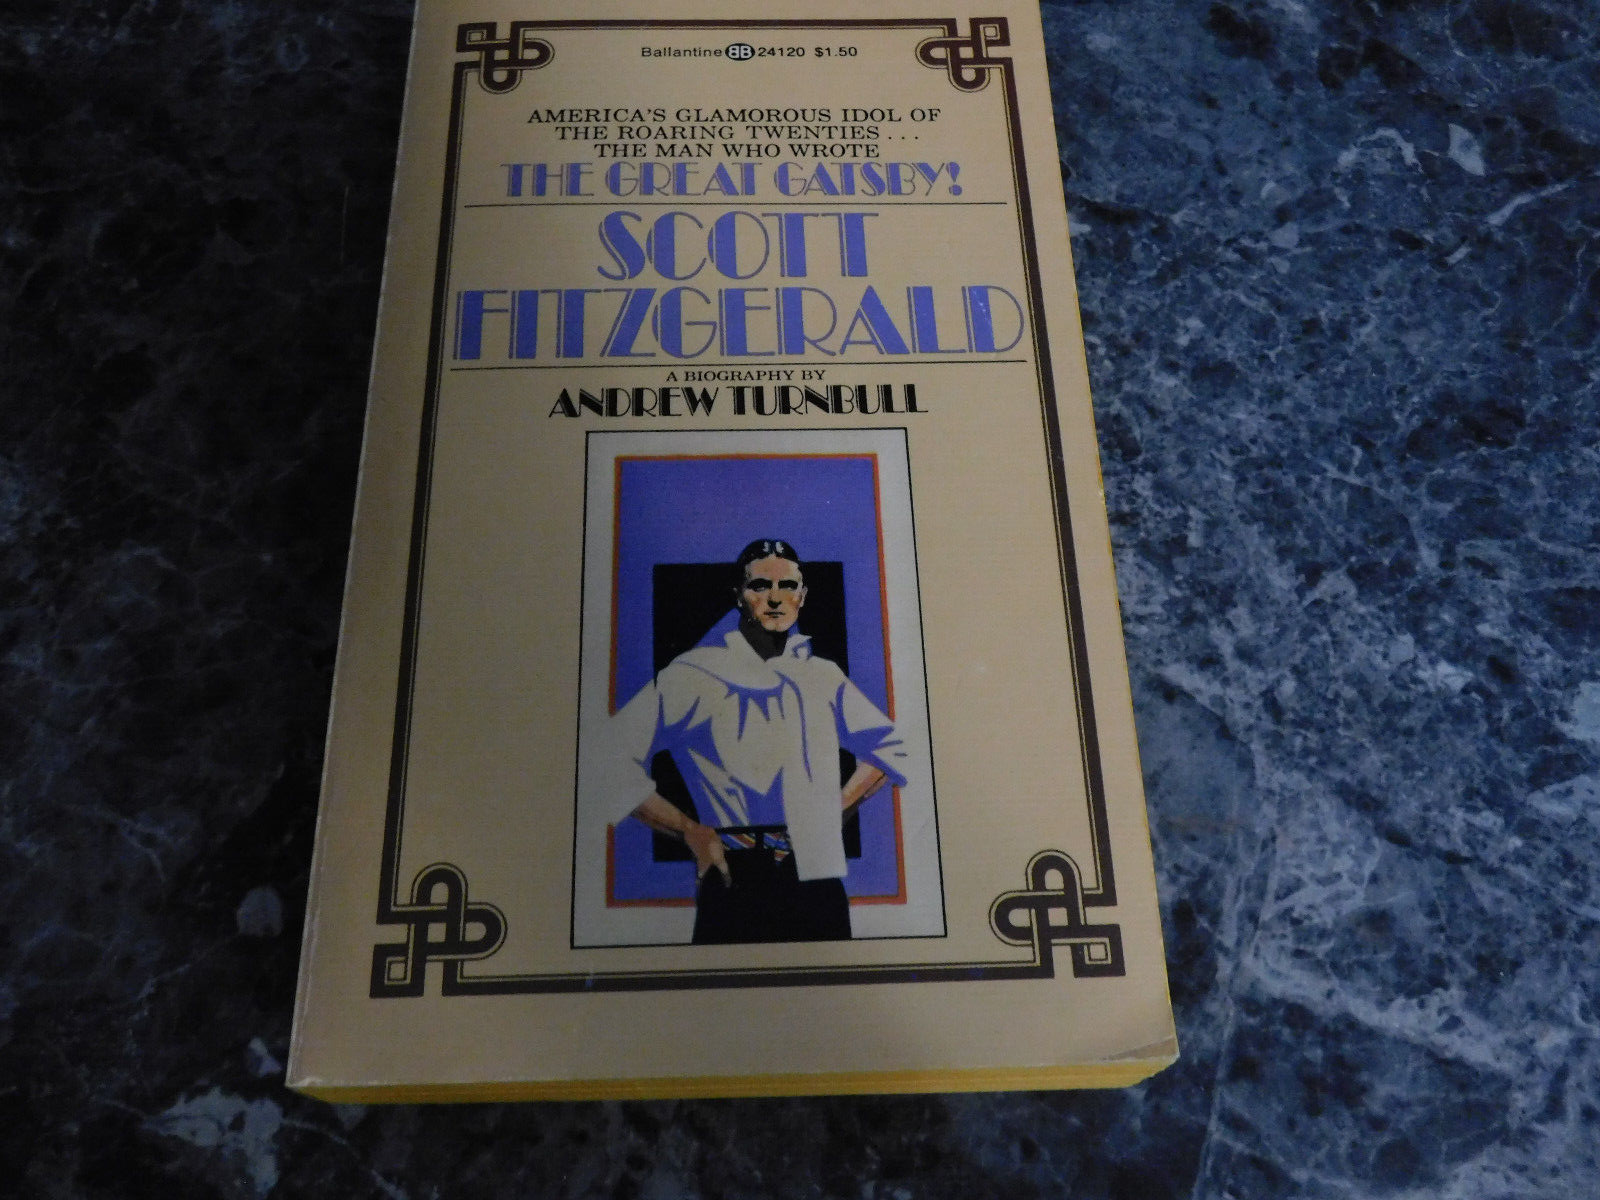 Ballantine BB 24120 $1.50
AMERICA'S GLAMOROUS IDOL OF
THE ROARING TWENTIES...
THE MAN WHO WROTE
THE GREAT GATSBY!
SCOTT
FITZGERALD
A BIOGRAPHY BY
ANDREW TURNBULL